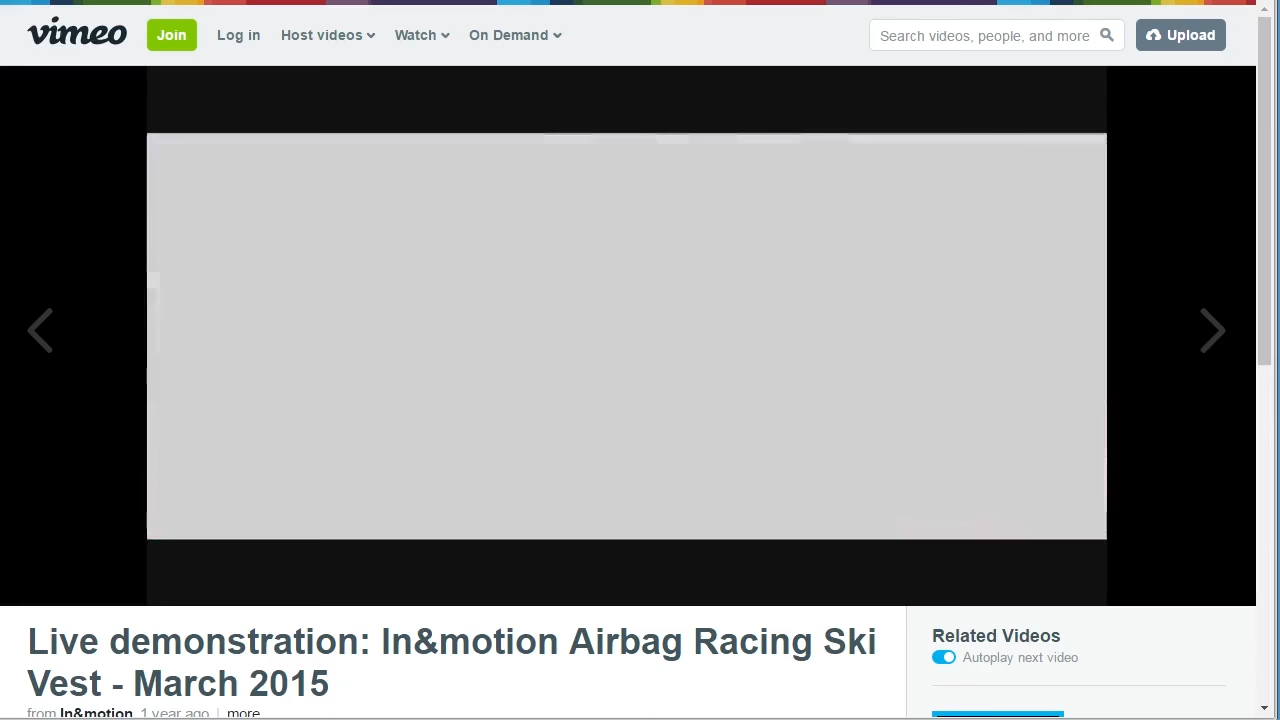 vimeo Join Log in Host videos Watch On Demand Search videos, people, and more Upload
Live demonstration: In&motion Airbag Racing Ski
Vest - March 2015
from In&motion 1 year ago | more
Related Videos
Autoplay next video